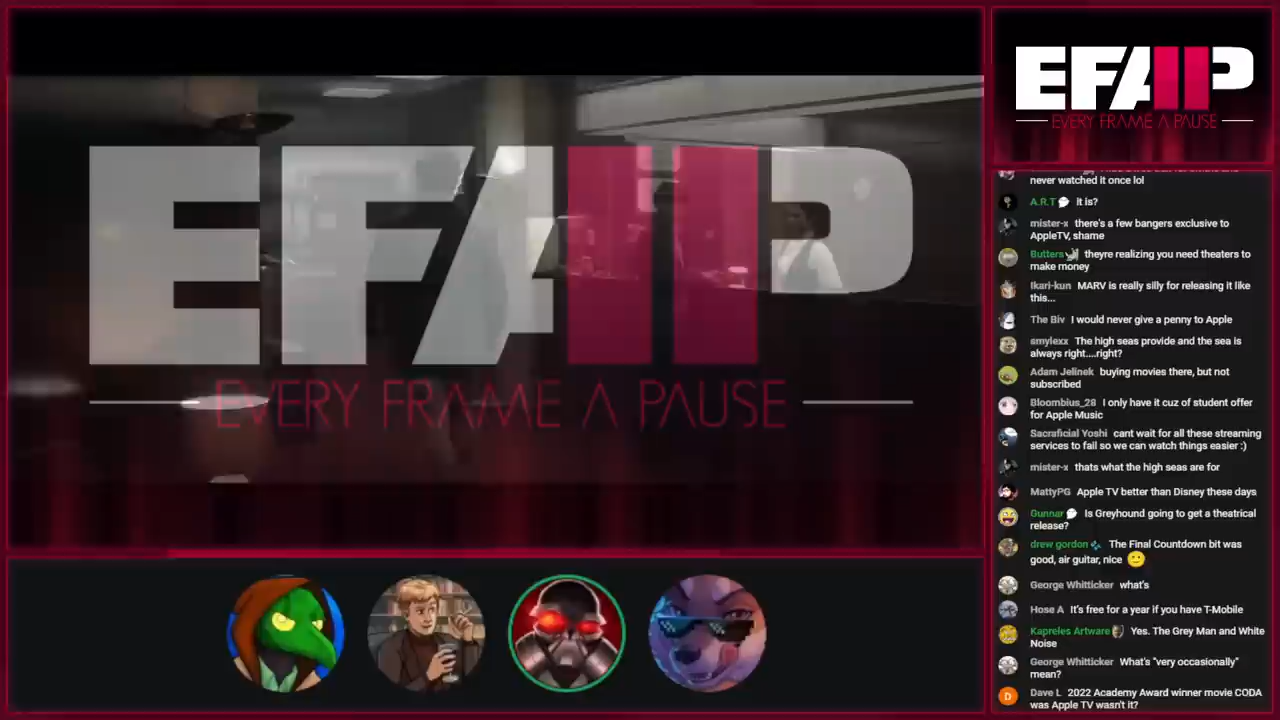 EFAP
EVERY FRAME A PAUSE
EFAP
EVERY FRAME A PAUSE
never watched it once lol
A.R.T It is?
mister-x there's a few bangers exclusive to
AppleTV, shame
Butters theyre realizing you need theaters to
make money
Ikari-kun MARV is really silly for releasing it like
this...
The Biv I would never give a penny to Apple
smylexx The high seas provide and the sea is
always right....right?
Adam Jelinek buying movies there, but not
subscribed
Bloombius_28 I only have it cuz of student offer
for Apple Music
Sacraficial Yoshi cant wait for all these streaming
services to fail so we can watch things easier :)
mister-x thats what the high seas are for
MattyPG Apple TV better than Disney these days
Gunnar Is Greyhound going to get a theatrical
release?
drew gordon The Final Countdown bit was
good, air guitar, nice
George Whitticker what's
Hose A It's free for a year if you have T-Mobile
Kapreles Artware Yes. The Grey Man and White
Noise
George Whitticker What's "very occasionally"
mean?
D Dave L 2022 Academy Award winner movie CODA
was Apple TV wasn't it?